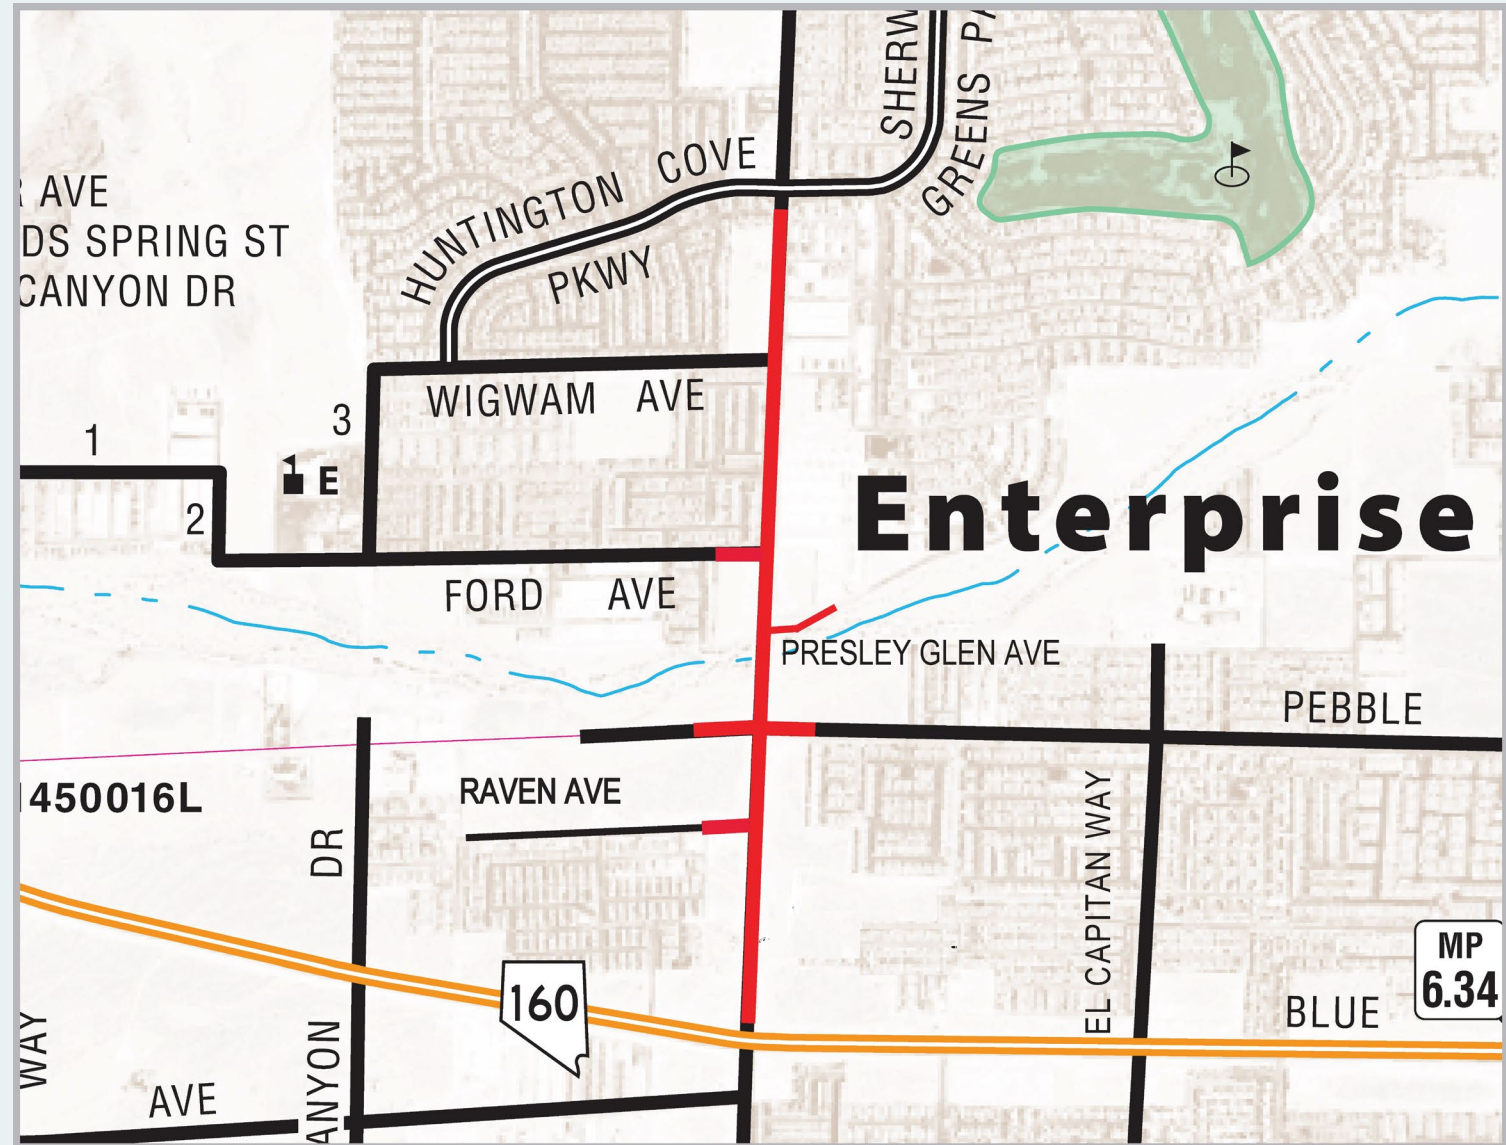 SHERW
GREENS PA
HUNTINGTON COVE
PKWY
AVE
DS SPRING ST
CANYON DR
WIGWAM AVE
3
1
E
2
Enterprise
FORD AVE
PRESLEY GLEN AVE
PEBBLE
450016L
RAVEN AVE
DR
EL CAPITAN WAY
MP
6.34
160
BLUE
WAY
ANYON
AVE